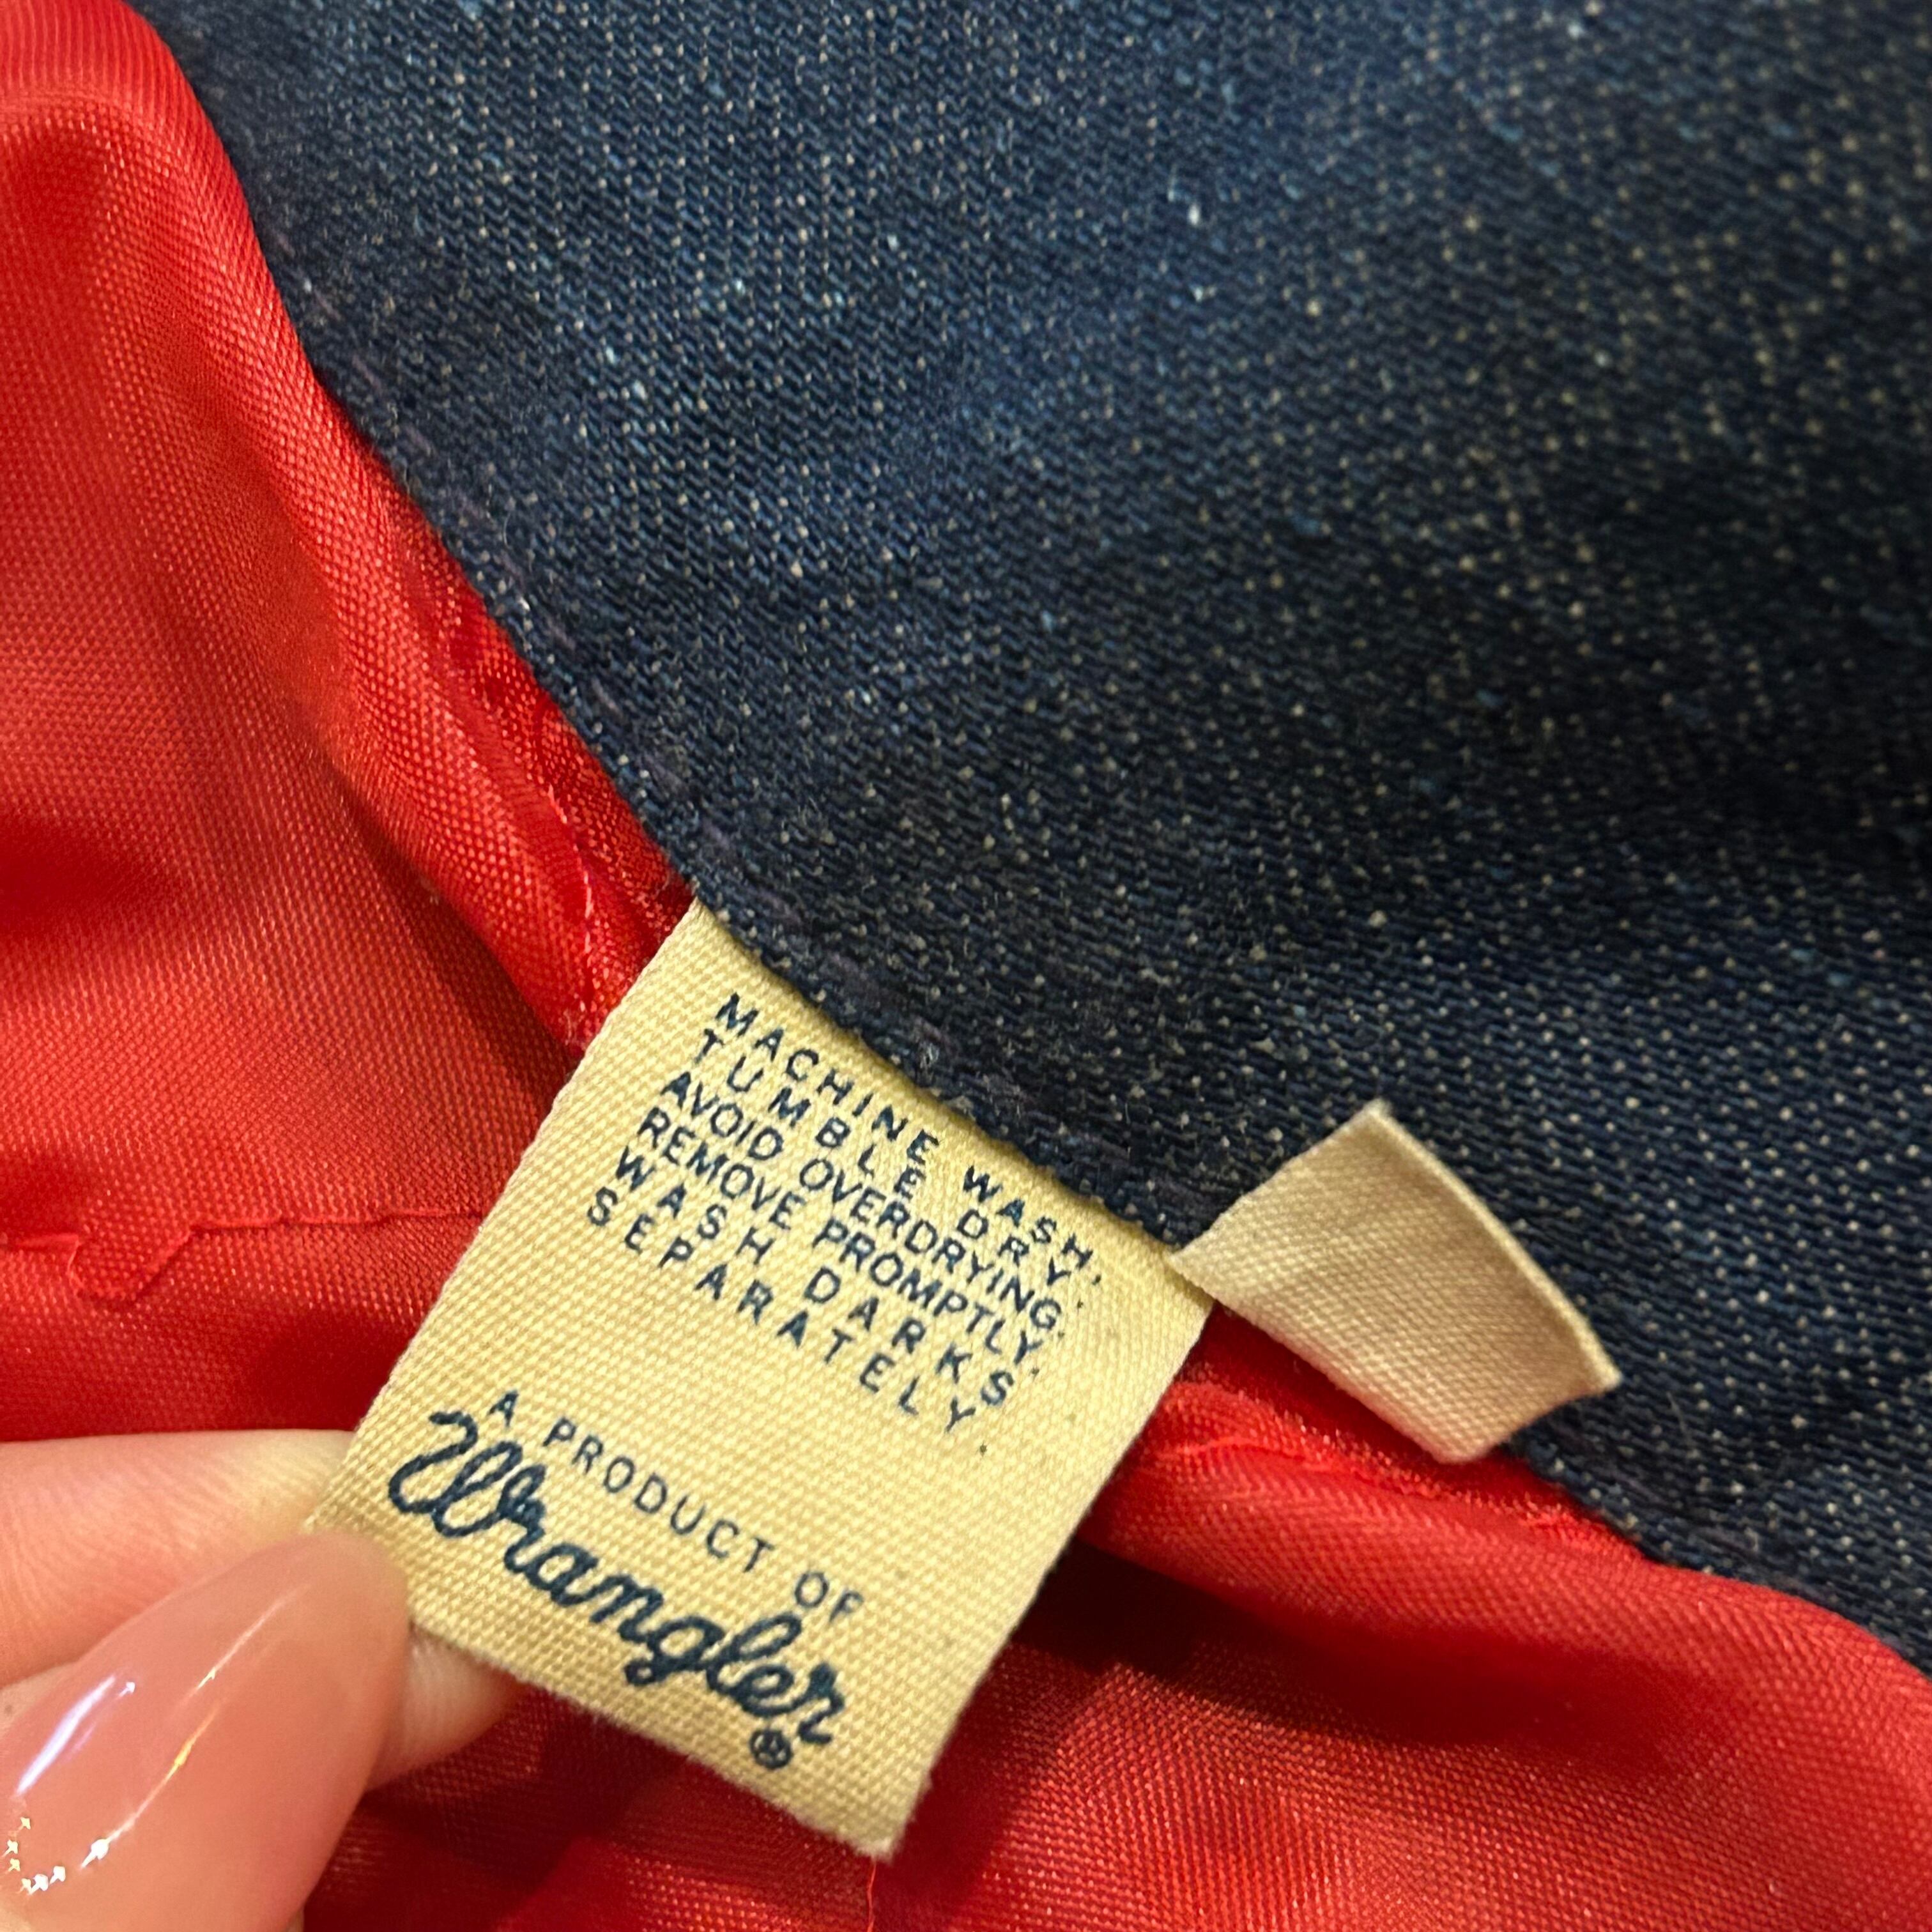 MACHINE WASH.
TUMBLE DRY.
AVOID OVERDRYING.
REMOVE PROMPTLY.
WASH DARKS
SEPARATELY.
A PRODUCT OF
Wrangler®